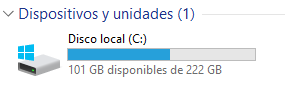 Dispositivos y unidades (1)
Disco local (C:)
101 GB disponibles de 222 GB